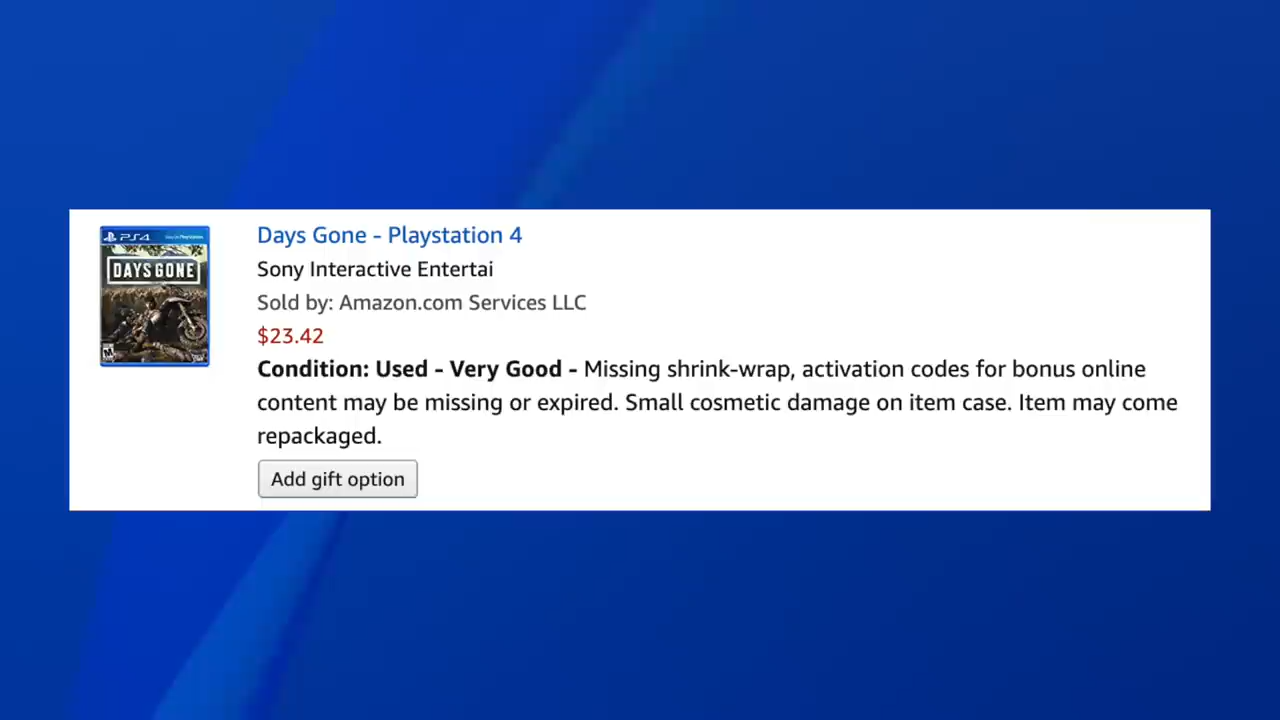 Days Gone - Playstation 4
Sony Interactive Entertai
Sold by: Amazon.com Services LLC
$23.42
Condition: Used - Very Good - Missing shrink-wrap, activation codes for bonus online
content may be missing or expired. Small cosmetic damage on item case. Item may come
repackaged.
Add gift option
PS4
DAYS GONE